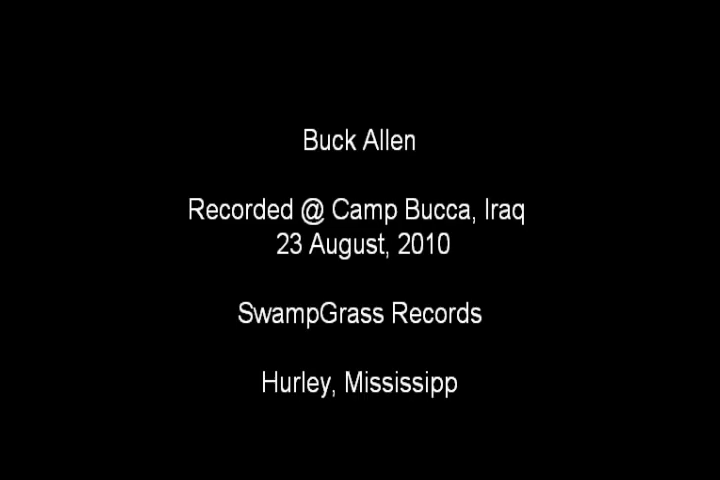 Buck Allen
Recorded @ Camp Bucca, Iraq
23 August, 2010
SwampGrass Records
Hurley, Mississipp